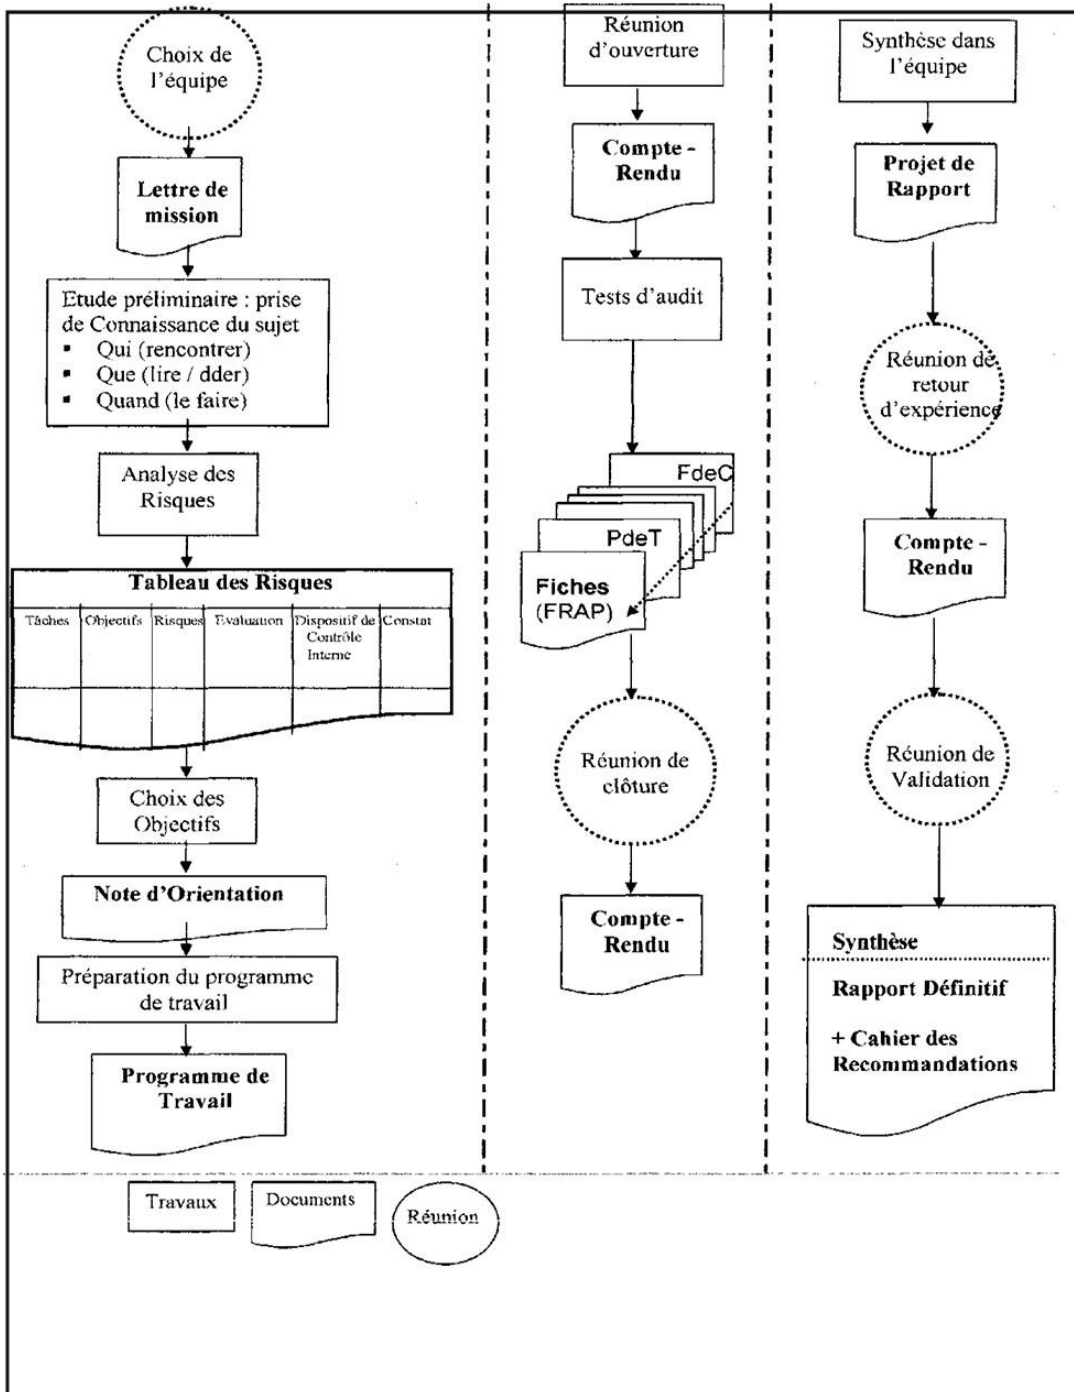 Choix de
l'équipe
Lettre de
mission
Etude préliminaire : prise
de Connaissance du sujet
▪ Qui (rencontrer)
▪ Que (lire / dder)
▪ Quand (le faire)
Analyse des
Risques
Tableau des Risques
Tâches Objectifs Risques Evaluation Dispositif de Constat
Contrôle
Interne
Choix des
Objectifs
Note d'Orientation
Préparation du programme
de travail
Programme de
Travail
Réunion
d'ouverture
Compte -
Rendu
Tests d'audit
FdeC
PdeT
Fiches
(FRAP)
Réunion de
clôture
Compte -
Rendu
Synthèse dans
l'équipe
Projet de
Rapport
Réunion de
retour
d'expérience
Compte -
Rendu
Réunion de
Validation
Synthèse
Rapport Définitif
+ Cahier des
Recommandations
Travaux
Documents
Réunion